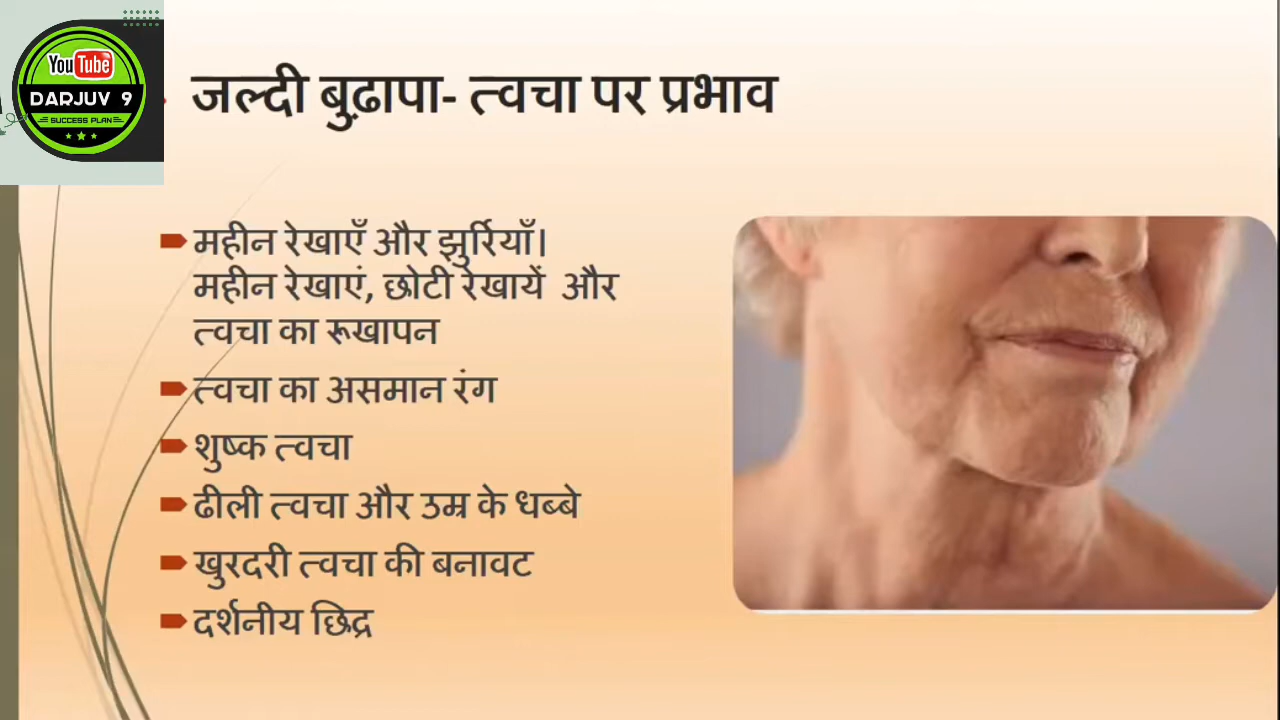 YouTube
DARJUV 9
SUCCESS PLAN
जल्दी बुढ़ापा- त्वचा पर प्रभाव
महीन रेखाएँ और झुर्रियाँ।
महीन रेखाएं, छोटी रेखायें और
त्वचा का रूखापन
त्वचा का असमान रंग
शुष्क त्वचा
ढीली त्वचा और उम्र के धब्बे
खुरदरी त्वचा की बनावट
दर्शनीय छिद्र